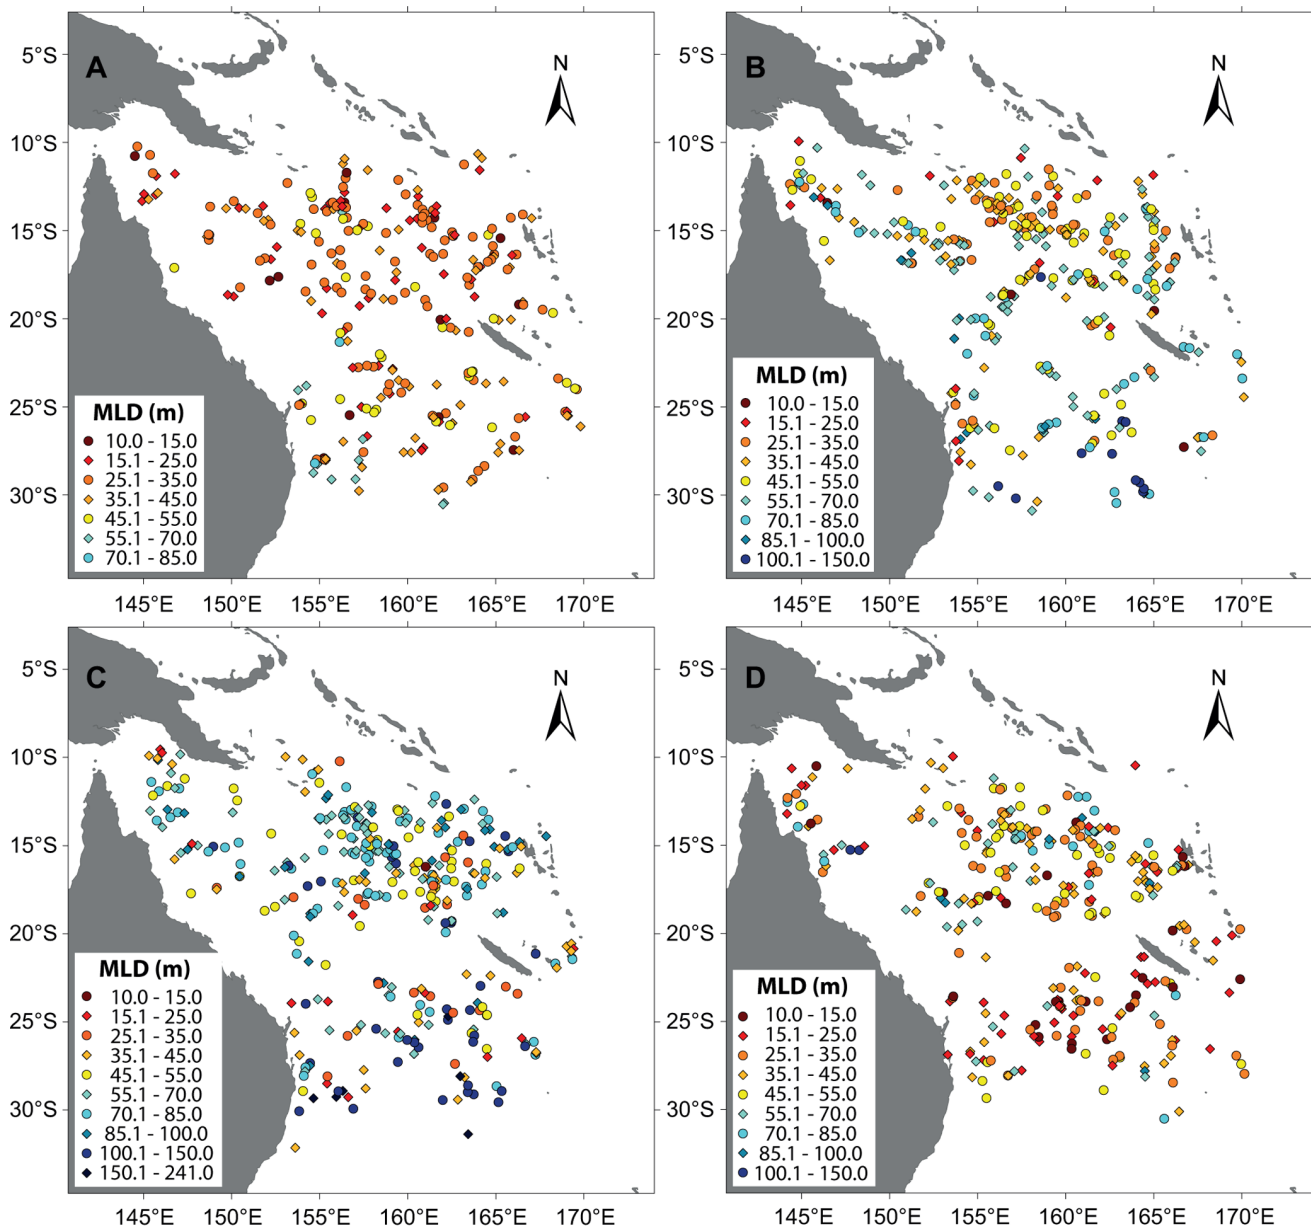 A
N
5°S
10°S
15°S
20°S
25°S
30°S
MLD (m)
10.0 - 15.0
15.1 - 25.0
25.1 - 35.0
35.1 - 45.0
45.1 - 55.0
55.1 - 70.0
70.1 - 85.0
145°E 150°E 155°E 160°E 165°E 170°E
B
N
5°S
10°S
15°S
20°S
25°S
30°S
MLD (m)
10.0 - 15.0
15.1 - 25.0
25.1 - 35.0
35.1 - 45.0
45.1 - 55.0
55.1 - 70.0
70.1 - 85.0
85.1 - 100.0
100.1 - 150.0
145°E 150°E 155°E 160°E 165°E 170°E
C
N
5°S
10°S
15°S
20°S
25°S
30°S
MLD (m)
10.0 - 15.0
15.1 - 25.0
25.1 - 35.0
35.1 - 45.0
45.1 - 55.0
55.1 - 70.0
70.1 - 85.0
85.1 - 100.0
100.1 - 150.0
150.1 - 241.0
145°E 150°E 155°E 160°E 165°E 170°E
D
N
5°S
10°S
15°S
20°S
25°S
30°S
MLD (m)
10.0 - 15.0
15.1 - 25.0
25.1 - 35.0
35.1 - 45.0
45.1 - 55.0
55.1 - 70.0
70.1 - 85.0
85.1 - 100.0
100.1 - 150.0
145°E 150°E 155°E 160°E 165°E 170°E